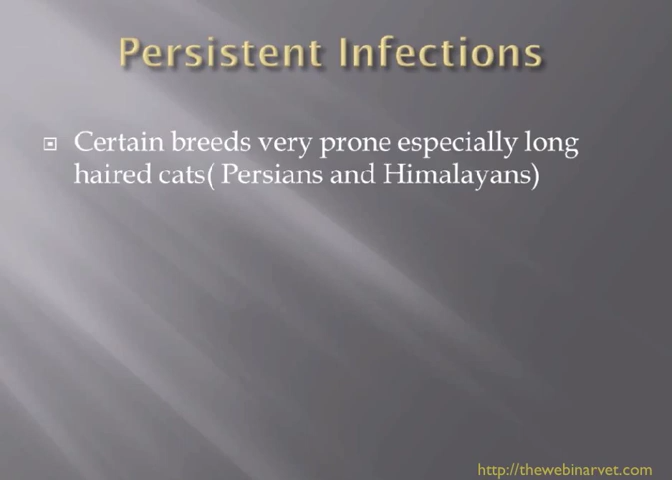 Persistent Infections
Certain breeds very prone especially long
haired cats( Persians and Himalayans)
http://thewebinarvet.com